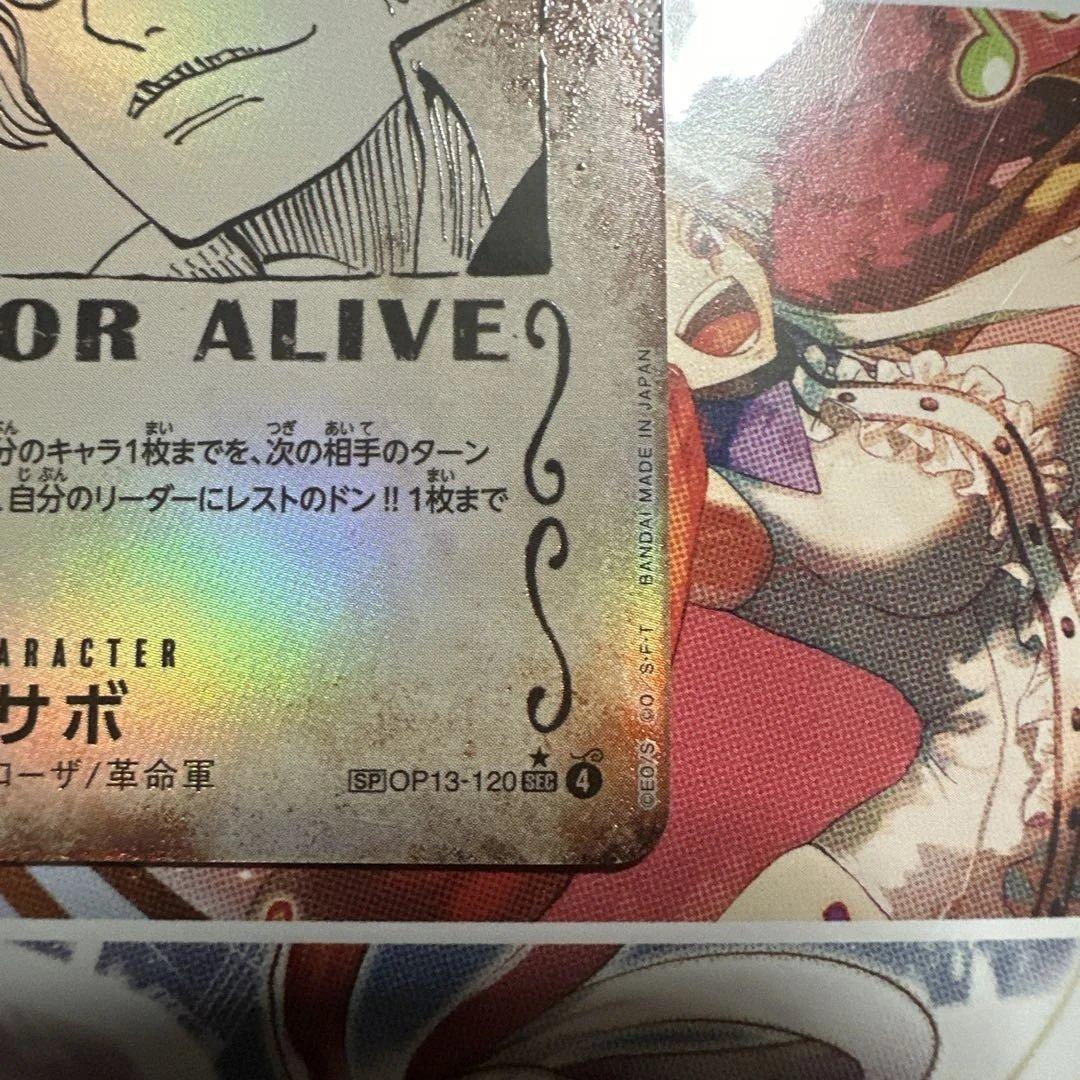 OR ALIVE
分のキャラ1枚までを、次の相手のターン
、自分のリーダーにレストのドン!! 1枚まで
ARACTER
サボ
ローザ/革命軍
SP OP13-120 SEC ★ 4
©EO/S ©O/S・F・T BANDAI MADE IN JAPAN